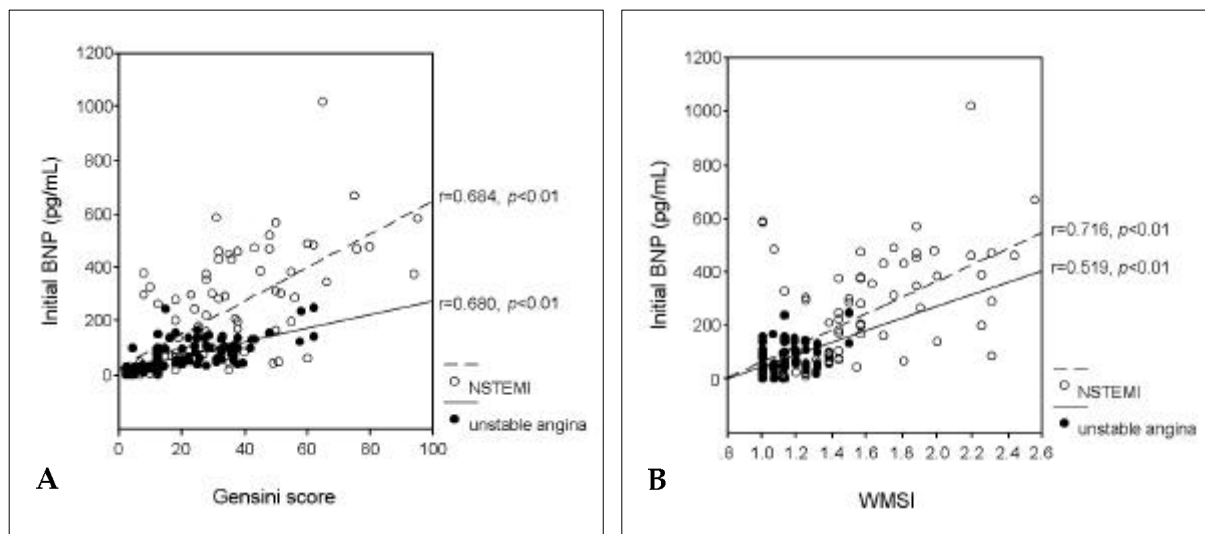 1200
1000
800
600
400
200
0
Initial BNP (pg/mL)
r=0.684, p<0.01
r=0.680, p<0.01
NSTEMI
unstable angina
0 20 40 60 80 100
Gensini score
A
1200
1000
800
600
400
200
0
Initial BNP (pg/mL)
r=0.716, p<0.01
r=0.519, p<0.01
NSTEMI
unstable angina
.8 1.0 1.2 1.4 1.6 1.8 2.0 2.2 2.4 2.6
WMSI
B